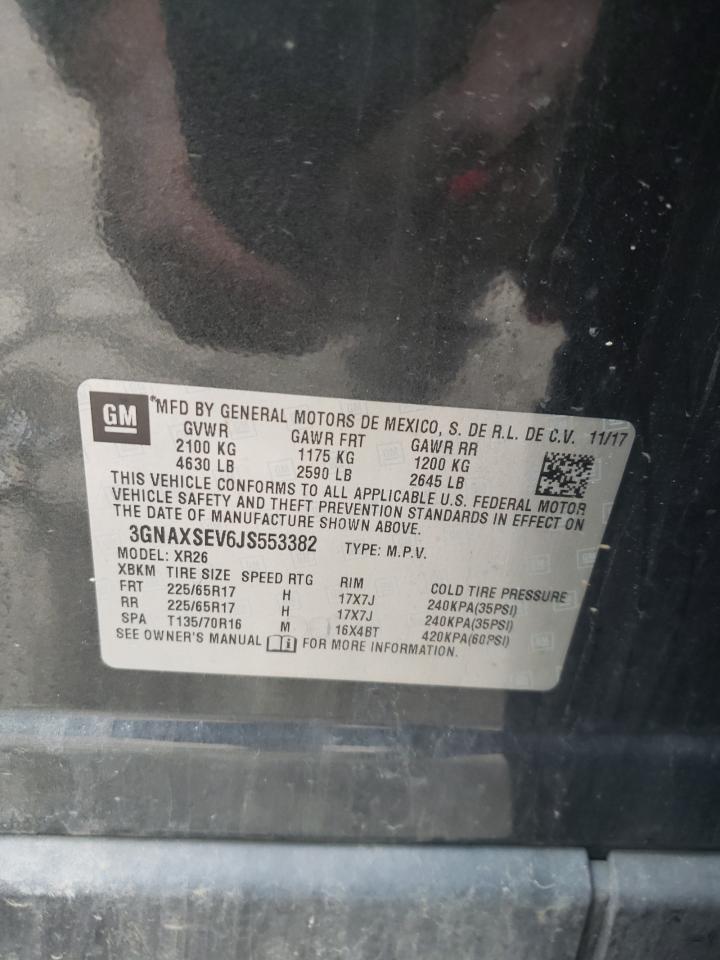 GM
®MFD BY GENERAL MOTORS DE MEXICO, S. DE R.L. DE C.V. 11/17
GVWR GAWR FRT GAWR RR
2100 KG 1175 KG 1200 KG
4630 LB 2590 LB 2645 LB
THIS VEHICLE CONFORMS TO ALL APPLICABLE U.S. FEDERAL MOTOR
VEHICLE SAFETY AND THEFT PREVENTION STANDARDS IN EFFECT ON
THE DATE OF MANUFACTURE SHOWN ABOVE.
3GNAXSEV6JS553382 TYPE: M.P.V.
MODEL: XR26
XBKM TIRE SIZE SPEED RTG RIM COLD TIRE PRESSURE
FRT 225/65R17 H 17X7J 240KPA(35PSI)
RR 225/65R17 H 17X7J 240KPA(35PSI)
SPA T135/70R16 M 16X4BT 420KPA(60PSI)
SEE OWNER'S MANUAL FOR MORE INFORMATION.